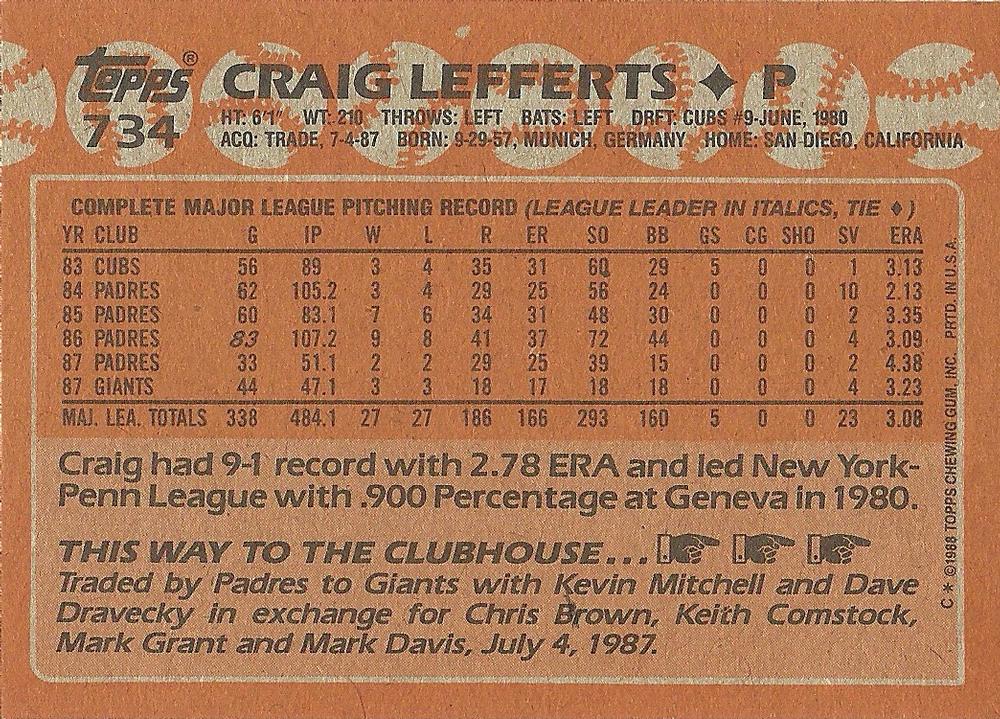 Topps® CRAIG LEFFERTS ♦ P
734 HT: 6'1" WT: 210 THROWS: LEFT BATS: LEFT DRFT: CUBS #9-JUNE, 1980
ACQ: TRADE, 7-4-87 BORN: 9-29-57, MUNICH, GERMANY HOME: SAN DIEGO, CALIFORNIA
COMPLETE MAJOR LEAGUE PITCHING RECORD (LEAGUE LEADER IN ITALICS, TIE ♦)
YR CLUB G IP W L R ER SO BB GS CG SHO SV ERA
83 CUBS 56 89 3 4 35 31 60 29 5 0 0 1 3.13
84 PADRES 62 105.2 3 4 29 25 56 24 0 0 0 10 2.13
85 PADRES 60 83.1 7 6 34 31 48 30 0 0 0 2 3.35
86 PADRES 83 107.2 9 8 41 37 72 44 0 0 0 4 3.09
87 PADRES 33 51.1 2 2 29 25 39 15 0 0 0 2 4.38
87 GIANTS 44 47.1 3 3 18 17 18 18 0 0 0 4 3.23
MAJ. LEA. TOTALS 338 484.1 27 27 186 166 293 160 5 0 0 23 3.08
Craig had 9-1 record with 2.78 ERA and led New York-
Penn League with .900 Percentage at Geneva in 1980.
THIS WAY TO THE CLUBHOUSE...
Traded by Padres to Giants with Kevin Mitchell and Dave
Dravecky in exchange for Chris Brown, Keith Comstock,
Mark Grant and Mark Davis, July 4, 1987.
C * ©1988 TOPPS CHEWING GUM, INC. PRTD. IN U.S.A.